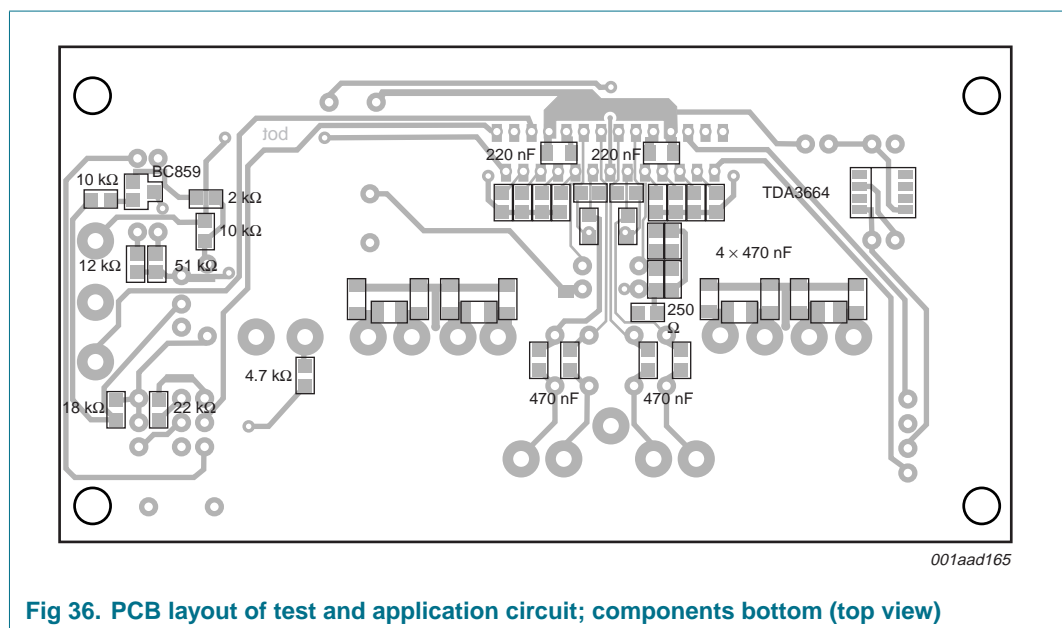 tod
220 nF
220 nF
BC859
10 kΩ
2 kΩ
TDA3664
10 kΩ
12 kΩ
51 kΩ
4 × 470 nF
250
Ω
4.7 kΩ
18 kΩ
22 kΩ
470 nF
470 nF
001aad165
Fig 36. PCB layout of test and application circuit; components bottom (top view)